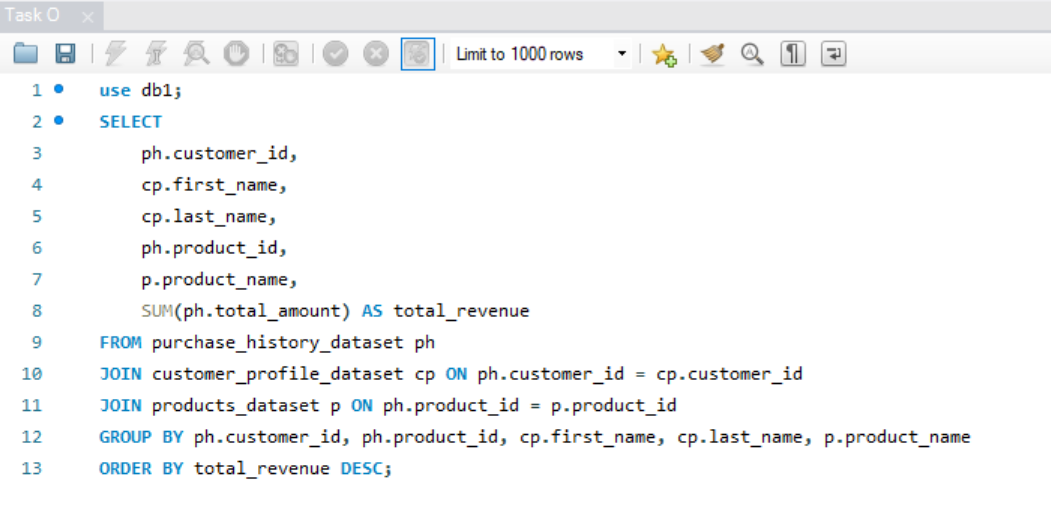 Task O
Limit to 1000 rows
1 use db1;
2 SELECT
3 ph.customer_id,
4 cp.first_name,
5 cp.last_name,
6 ph.product_id,
7 p.product_name,
8 SUM(ph.total_amount) AS total_revenue
9 FROM purchase_history_dataset ph
10 JOIN customer_profile_dataset cp ON ph.customer_id = cp.customer_id
11 JOIN products_dataset p ON ph.product_id = p.product_id
12 GROUP BY ph.customer_id, ph.product_id, cp.first_name, cp.last_name, p.product_name
13 ORDER BY total_revenue DESC;